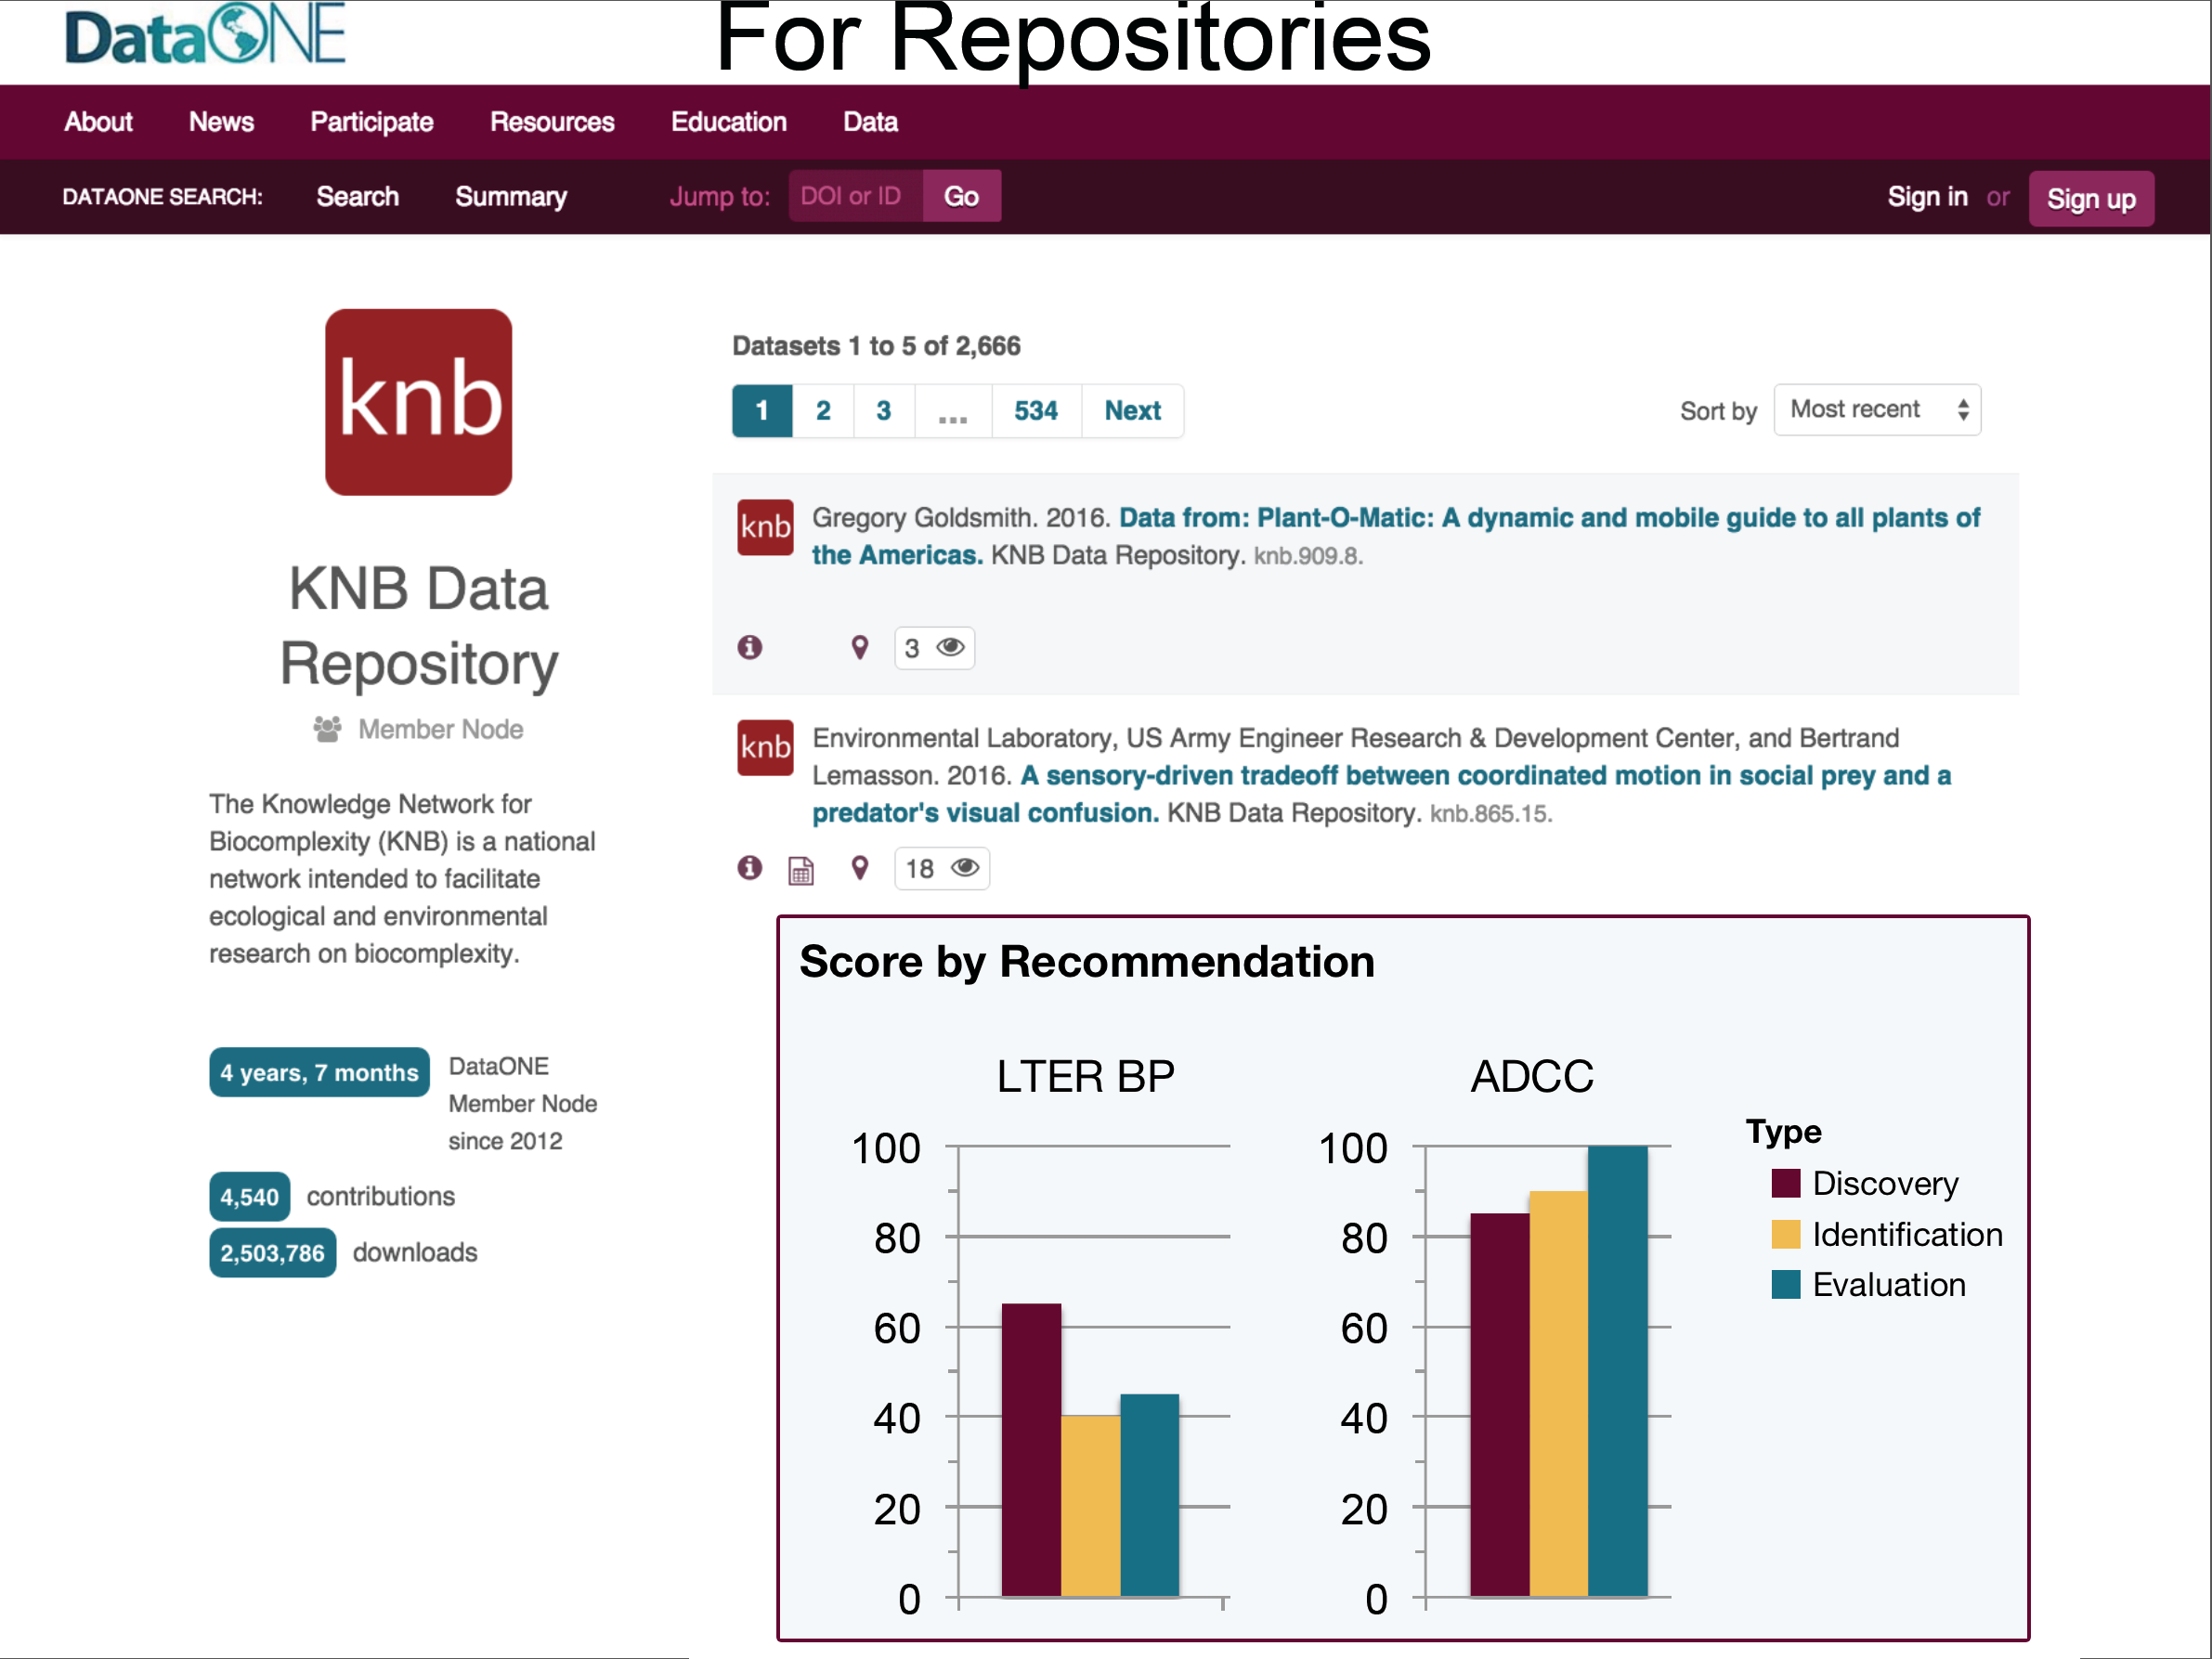 DataONE
For Repositories
About News Participate Resources Education Data
DATAONE SEARCH: Search Summary Jump to: DOI or ID Go Sign in or Sign up
knb
KNB Data
Repository
Member Node
The Knowledge Network for
Biocomplexity (KNB) is a national
network intended to facilitate
ecological and environmental
research on biocomplexity.
4 years, 7 months DataONE
Member Node
since 2012
4,540 contributions
2,503,786 downloads
Datasets 1 to 5 of 2,666
1 2 3 ... 534 Next
Sort by Most recent
knb Gregory Goldsmith. 2016. Data from: Plant-O-Matic: A dynamic and mobile guide to all plants of
the Americas. KNB Data Repository. knb.909.8.
3
knb Environmental Laboratory, US Army Engineer Research & Development Center, and Bertrand
Lemasson. 2016. A sensory-driven tradeoff between coordinated motion in social prey and a
predator's visual confusion. KNB Data Repository. knb.865.15.
18
Score by Recommendation
LTER BP
100
80
60
40
20
0
ADCC
100
80
60
40
20
0
Type
Discovery
Identification
Evaluation